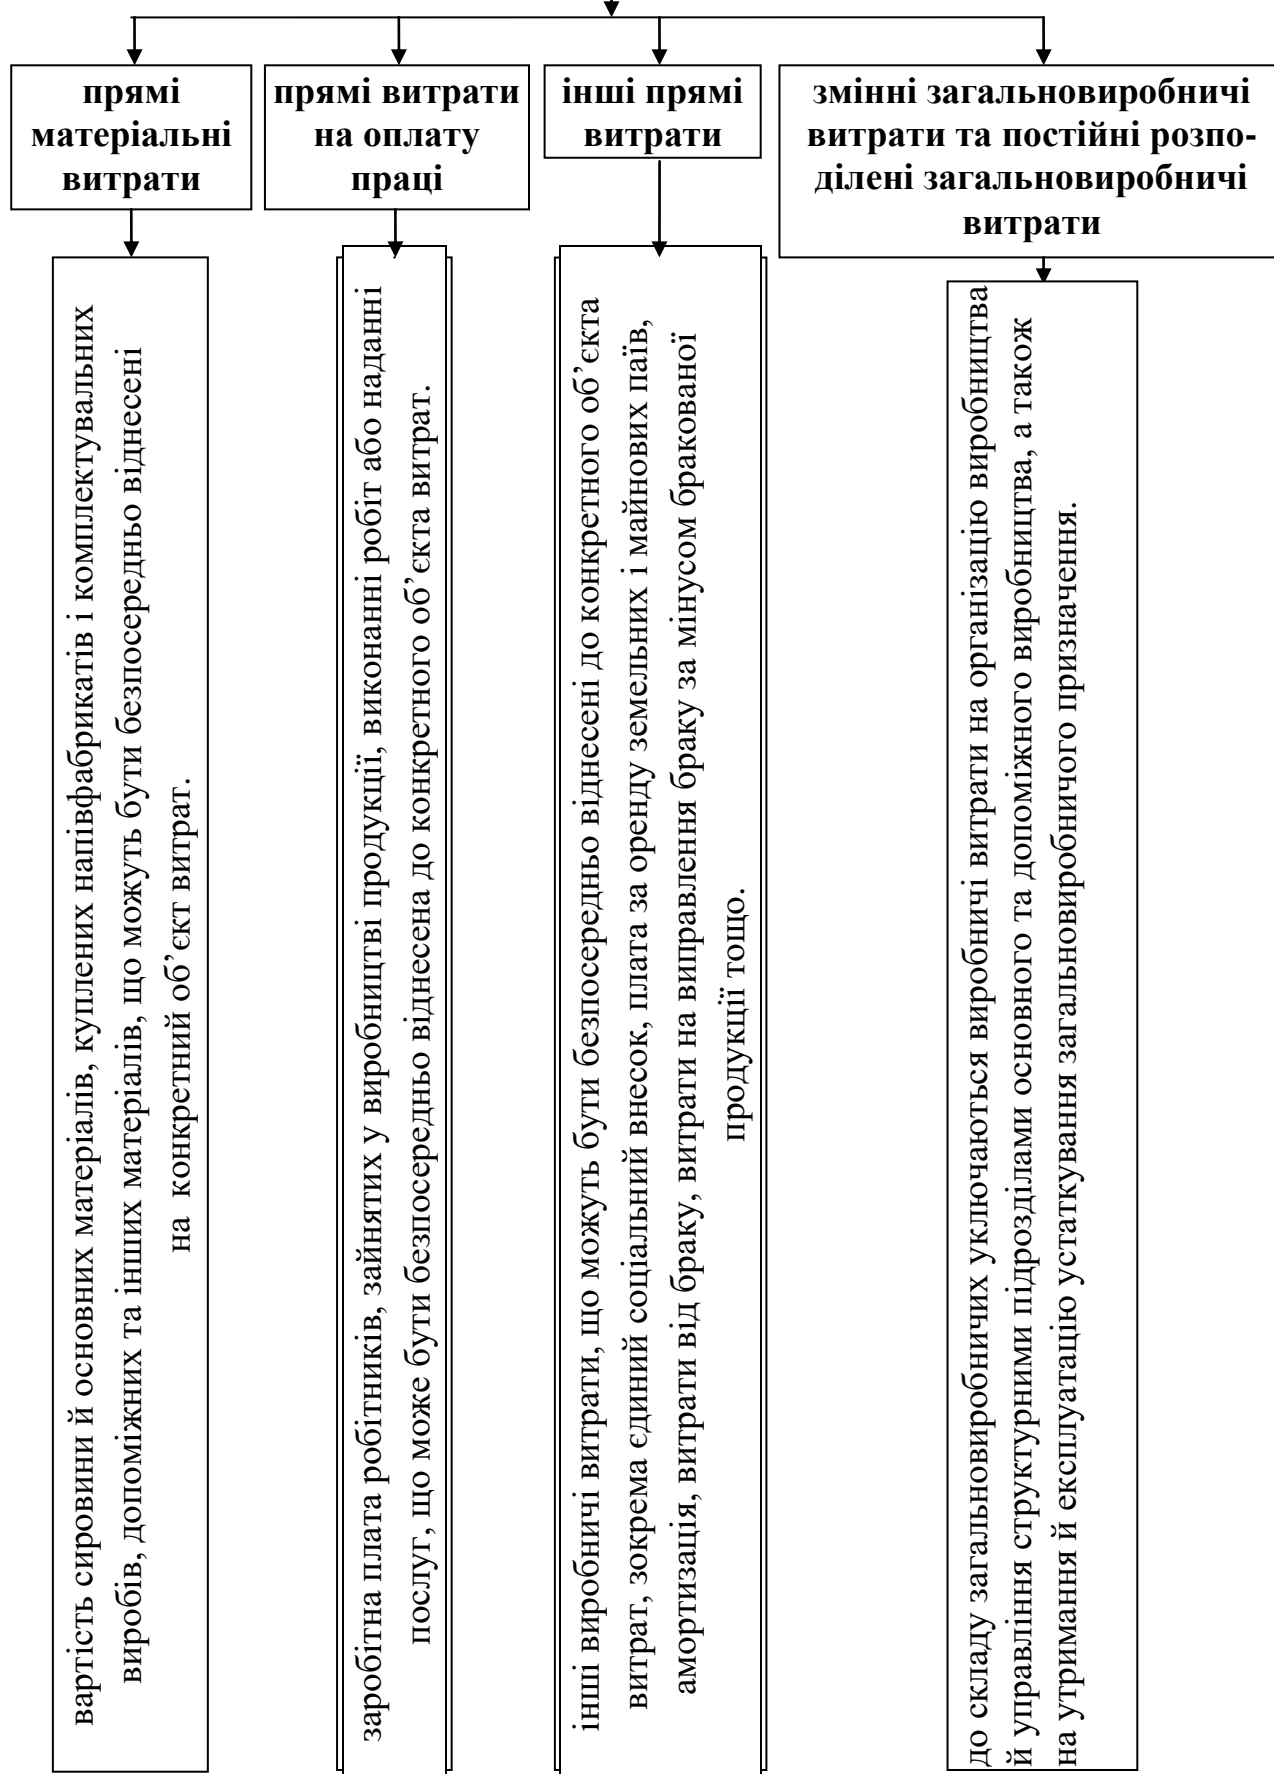 прямі
матеріальні
витрати
прямі витрати
на оплату
праці
інші прямі
витрати
змінні загальновиробничі
витрати та постійні розпо-
ділені загальновиробничі
витрати
вартість сировини й основних матеріалів, куплених напівфабрикатів і комплектувальних
виробів, допоміжних та інших матеріалів, що можуть бути безпосередньо віднесені
на конкретний об’єкт витрат.
заробітна плата робітників, зайнятих у виробництві продукції, виконанні робіт або наданні
послуг, що може бути безпосередньо віднесена до конкретного об’єкта витрат.
інші виробничі витрати, що можуть бути безпосередньо віднесені до конкретного об’єкта
витрат, зокрема єдиний соціальний внесок, плата за оренду земельних і майнових паїв,
амортизація, витрати від браку, витрати на виправлення браку за мінусом бракованої
продукції тощо.
до складу загальновиробничих уключаються виробничі витрати на організацію виробництва
й управління структурними підрозділами основного та допоміжного виробництва, а також
на утримання й експлуатацію устаткування загальновиробничого призначення.